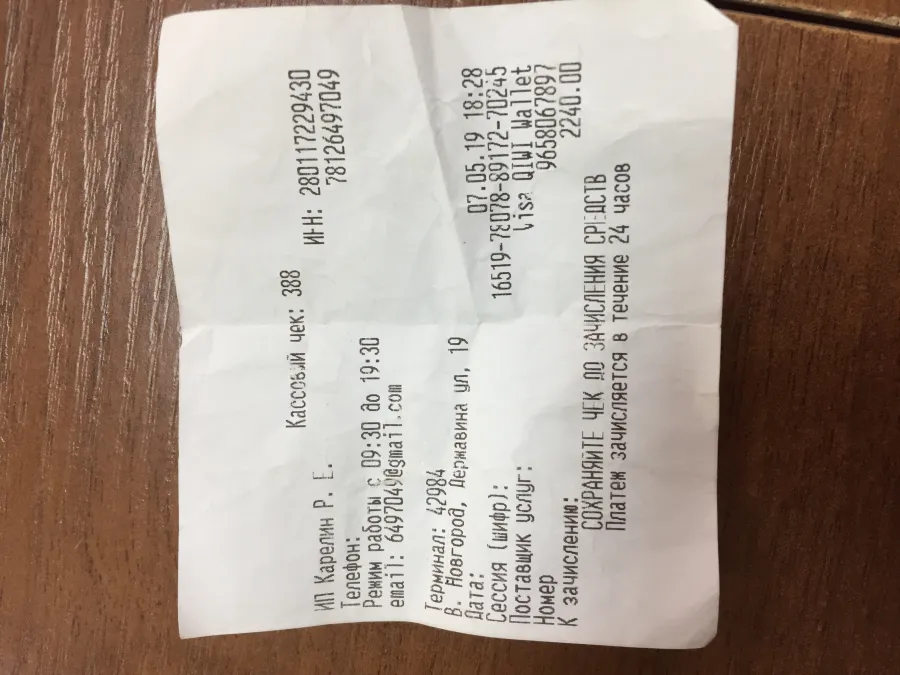 Кассовый чек: 388
ИП Карелин Р. Е. ИНН: 280117229430
Телефон: 78126497049
Режим работы с 09:30 до 19:30
email: 6497049@gmail.com
Терминал: 42984
В. Новгород, Державина ул, 19
Дата: 07.05.19 18:28
Сессия (шифр): 16519-78078-89172-70245
Поставщик услуг: Visa QIWI Wallet
Номер 9658067897
К зачислению: 2240.00
СОХРАНЯЙТЕ ЧЕК ДО ЗАЧИСЛЕНИЯ СРЕДСТВ
Платеж зачисляется в течение 24 часов